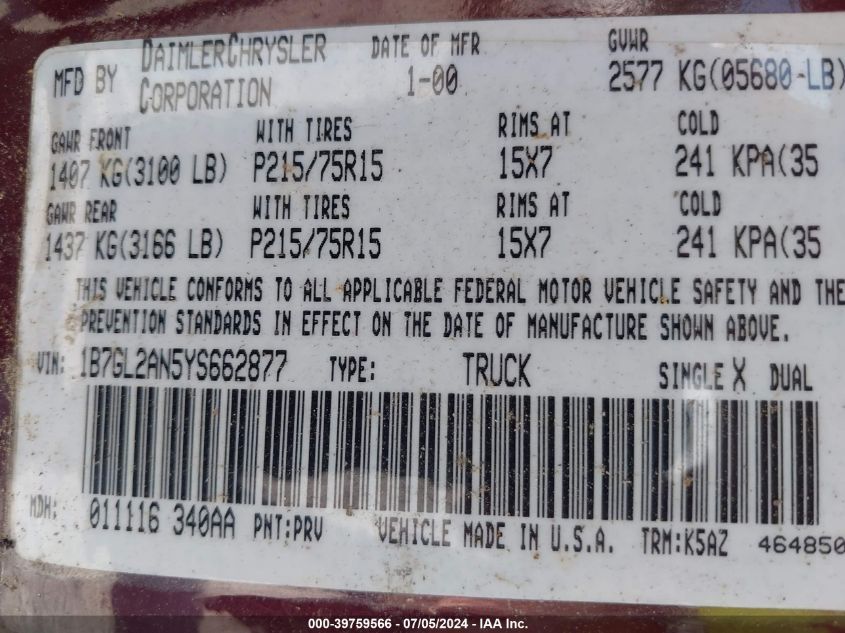 MFD BY DAIMLERCHRYSLER CORPORATION DATE OF MFR 1-00 GVWR 2577 KG(05680-LB)
GAWR FRONT WITH TIRES RIMS AT COLD
1407 KG(3100 LB) P215/75R15 15X7 241 KPA(35
GAWR REAR WITH TIRES RIMS AT COLD
1437 KG(3166 LB) P215/75R15 15X7 241 KPA(35
THIS VEHICLE CONFORMS TO ALL APPLICABLE FEDERAL MOTOR VEHICLE SAFETY AND THE
PREVENTION STANDARDS IN EFFECT ON THE DATE OF MANUFACTURE SHOWN ABOVE.
VIN: 1B7GL2AN5YS662877 TYPE: TRUCK SINGLE X DUAL
MDH: 011116 340AA PNT:PRV VEHICLE MADE IN U.S.A. TRM:K5AZ 464850
000-39759566 - 07/05/2024 - IAA Inc.